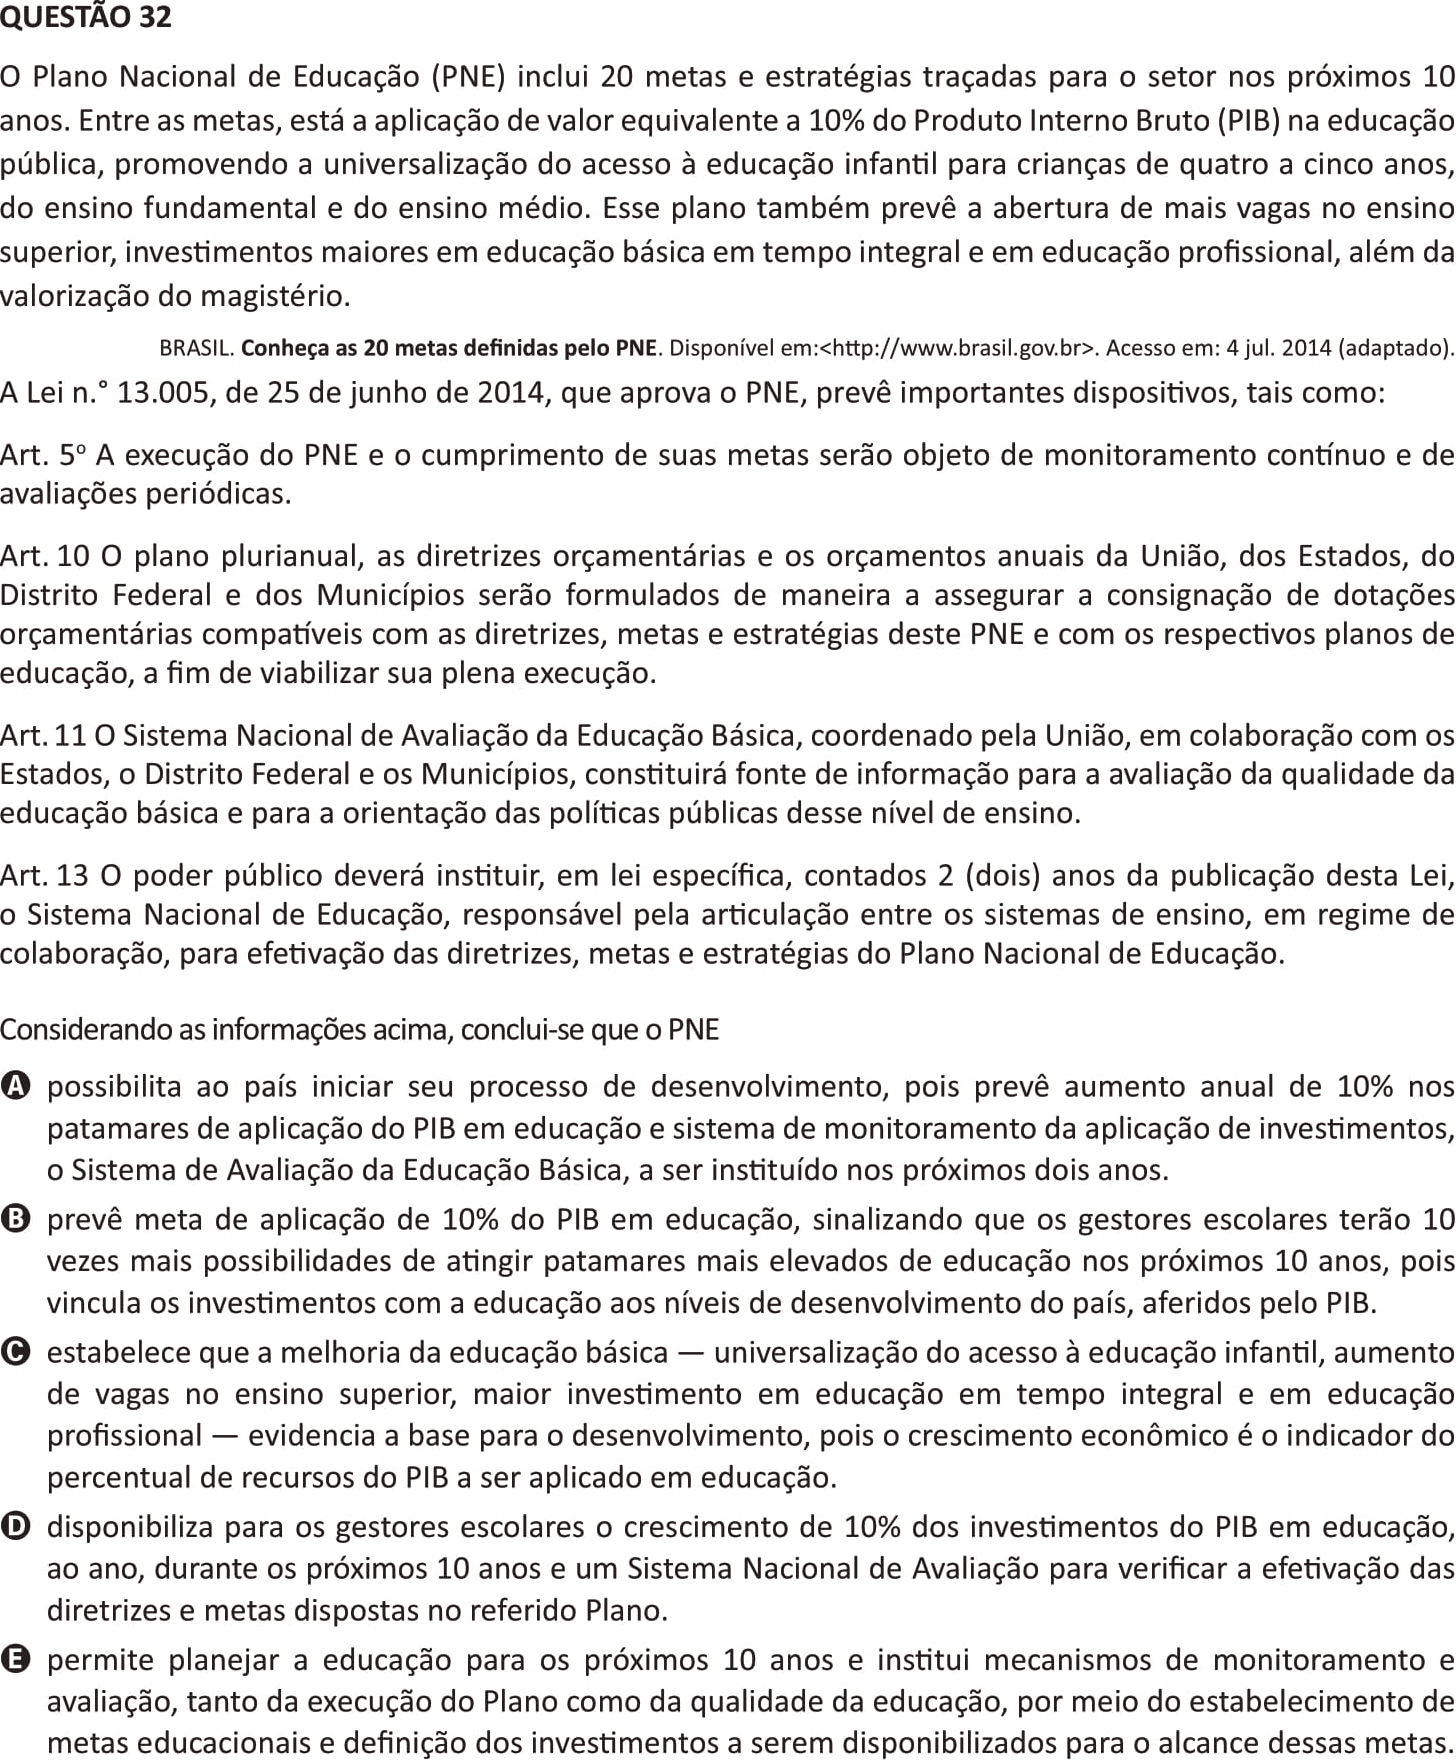 QUESTÃO 32
O Plano Nacional de Educação (PNE) inclui 20 metas e estratégias traçadas para o setor nos próximos 10
anos. Entre as metas, está a aplicação de valor equivalente a 10% do Produto Interno Bruto (PIB) na educação
pública, promovendo a universalização do acesso à educação infantil para crianças de quatro a cinco anos,
do ensino fundamental e do ensino médio. Esse plano também prevê a abertura de mais vagas no ensino
superior, investimentos maiores em educação básica em tempo integral e em educação profissional, além da
valorização do magistério.
BRASIL. Conheça as 20 metas definidas pelo PNE. Disponível em:<http://www.brasil.gov.br>. Acesso em: 4 jul. 2014 (adaptado).
A Lei n.° 13.005, de 25 de junho de 2014, que aprova o PNE, prevê importantes dispositivos, tais como:
Art. 5º A execução do PNE e o cumprimento de suas metas serão objeto de monitoramento contínuo e de
avaliações periódicas.
Art. 10 O plano plurianual, as diretrizes orçamentárias e os orçamentos anuais da União, dos Estados, do
Distrito Federal e dos Municípios serão formulados de maneira a assegurar a consignação de dotações
orçamentárias compatíveis com as diretrizes, metas e estratégias deste PNE e com os respectivos planos de
educação, a fim de viabilizar sua plena execução.
Art. 11 O Sistema Nacional de Avaliação da Educação Básica, coordenado pela União, em colaboração com os
Estados, o Distrito Federal e os Municípios, constituirá fonte de informação para a avaliação da qualidade da
educação básica e para a orientação das políticas públicas desse nível de ensino.
Art. 13 O poder público deverá instituir, em lei específica, contados 2 (dois) anos da publicação desta Lei,
o Sistema Nacional de Educação, responsável pela articulação entre os sistemas de ensino, em regime de
colaboração, para efetivação das diretrizes, metas e estratégias do Plano Nacional de Educação.
Considerando as informações acima, conclui-se que o PNE
A possibilita ao país iniciar seu processo de desenvolvimento, pois prevê aumento anual de 10% nos
patamares de aplicação do PIB em educação e sistema de monitoramento da aplicação de investimentos,
o Sistema de Avaliação da Educação Básica, a ser instituído nos próximos dois anos.
B prevê meta de aplicação de 10% do PIB em educação, sinalizando que os gestores escolares terão 10
vezes mais possibilidades de atingir patamares mais elevados de educação nos próximos 10 anos, pois
vincula os investimentos com a educação aos níveis de desenvolvimento do país, aferidos pelo PIB.
C estabelece que a melhoria da educação básica — universalização do acesso à educação infantil, aumento
de vagas no ensino superior, maior investimento em educação em tempo integral e em educação
profissional — evidencia a base para o desenvolvimento, pois o crescimento econômico é o indicador do
percentual de recursos do PIB a ser aplicado em educação.
D disponibiliza para os gestores escolares o crescimento de 10% dos investimentos do PIB em educação,
ao ano, durante os próximos 10 anos e um Sistema Nacional de Avaliação para verificar a efetivação das
diretrizes e metas dispostas no referido Plano.
E permite planejar a educação para os próximos 10 anos e institui mecanismos de monitoramento e
avaliação, tanto da execução do Plano como da qualidade da educação, por meio do estabelecimento de
metas educacionais e definição dos investimentos a serem disponibilizados para o alcance dessas metas.